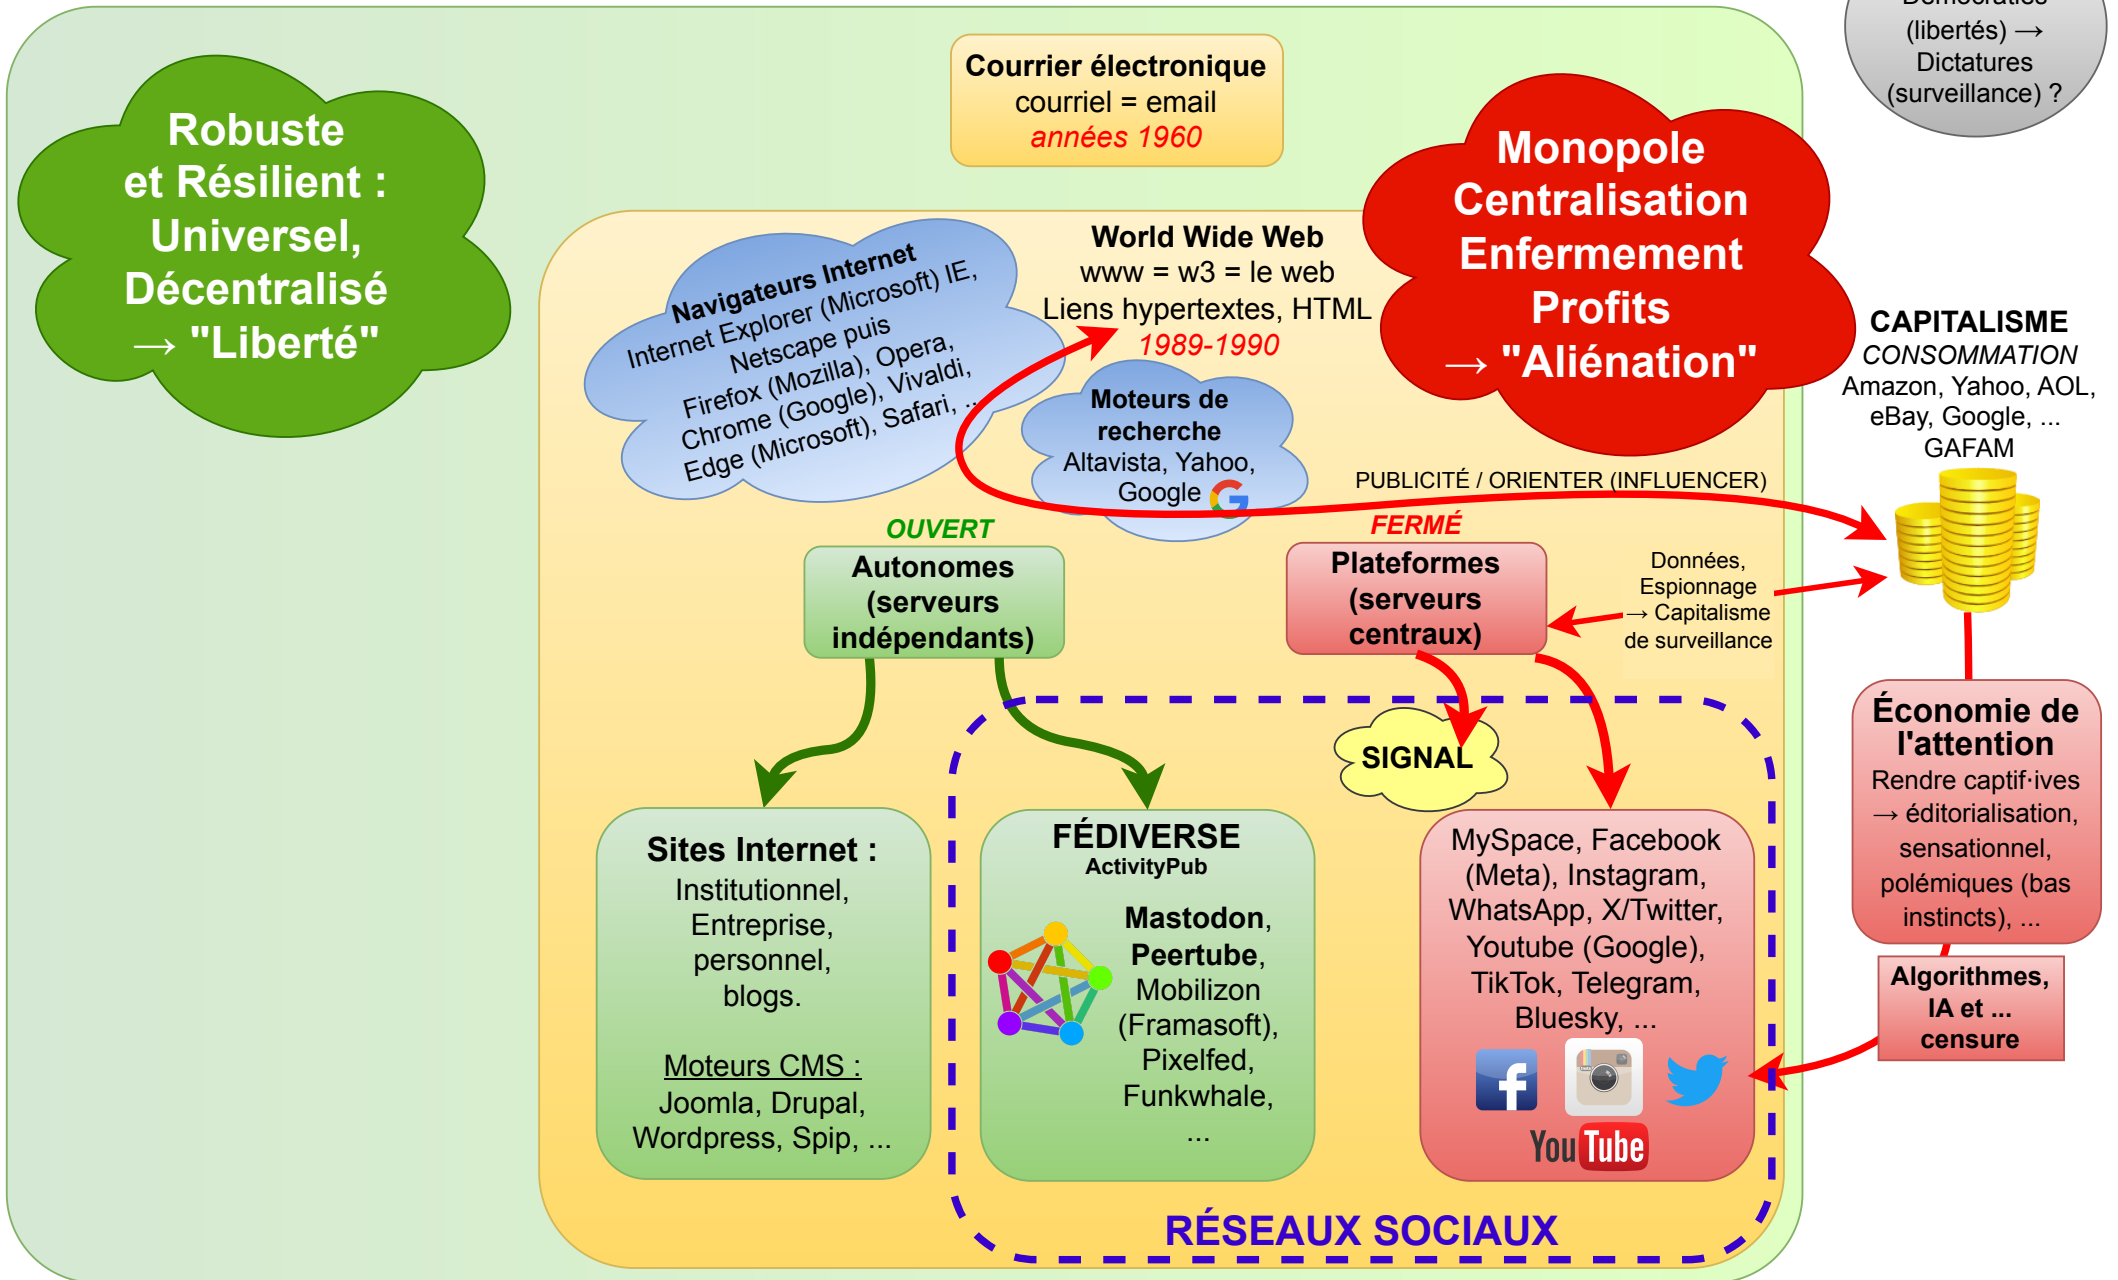 Démocraties
(libertés) →
Dictatures
(surveillance) ?
Courrier électronique
courriel = email
années 1960
Robuste
et Résilient :
Universel,
Décentralisé
→ "Liberté"
Monopole
Centralisation
Enfermement
Profits
→ "Aliénation"
Navigateurs Internet
Internet Explorer (Microsoft) IE,
Netscape puis
Firefox (Mozilla), Opera,
Chrome (Google), Vivaldi,
Edge (Microsoft), Safari, ...
World Wide Web
www = w3 = le web
Liens hypertextes, HTML
1989-1990
Moteurs de
recherche
Altavista, Yahoo,
Google
CAPITALISME
CONSOMMATION
Amazon, Yahoo, AOL,
eBay, Google, ...
GAFAM
PUBLICITÉ / ORIENTER (INFLUENCER)
OUVERT
Autonomes
(serveurs
indépendants)
FERMÉ
Plateformes
(serveurs
centraux)
Données,
Espionnage
→ Capitalisme
de surveillance
SIGNAL
Économie de
l'attention
Rendre captif·ives
→ éditorialisation,
sensationnel,
polémiques (bas
instincts), ...
Algorithmes,
IA et ...
censure
Sites Internet :
Institutionnel,
Entreprise,
personnel,
blogs.
Moteurs CMS :
Joomla, Drupal,
Wordpress, Spip, ...
FÉDIVERSE
ActivityPub
Mastodon,
Peertube,
Mobilizon
(Framasoft),
Pixelfed,
Funkwhale,
...
MySpace, Facebook
(Meta), Instagram,
WhatsApp, X/Twitter,
Youtube (Google),
TikTok, Telegram,
Bluesky, ...
YouTube
RÉSEAUX SOCIAUX